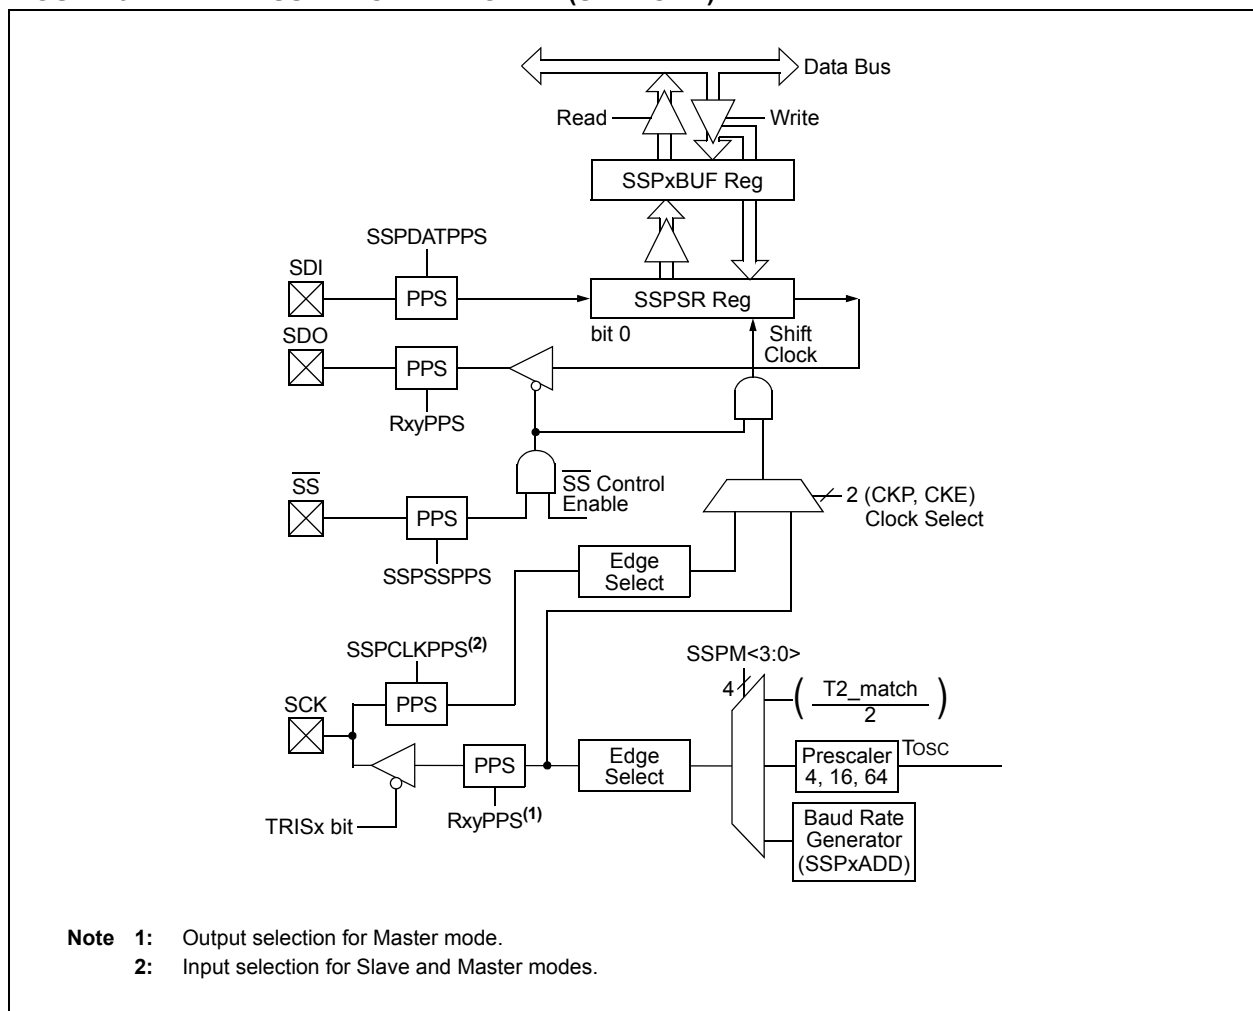 Data Bus
Read
Write
SSPxBUF Reg
SSPDATPPS
SDI
PPS
SSPSR Reg
bit 0
Shift
Clock
SDO
PPS
RxyPPS
SS
SS Control
Enable
PPS
SSPSSPPS
2 (CKP, CKE)
Clock Select
Edge
Select
SSPCLKPPS(2)
PPS
SCK
SSPM<3:0>
4
( T2_match )
2
PPS
Edge
Select
Prescaler
4, 16, 64
TOSC
RxyPPS(1)
TRISx bit
Baud Rate
Generator
(SSPxADD)
Note 1: Output selection for Master mode.
2: Input selection for Slave and Master modes.